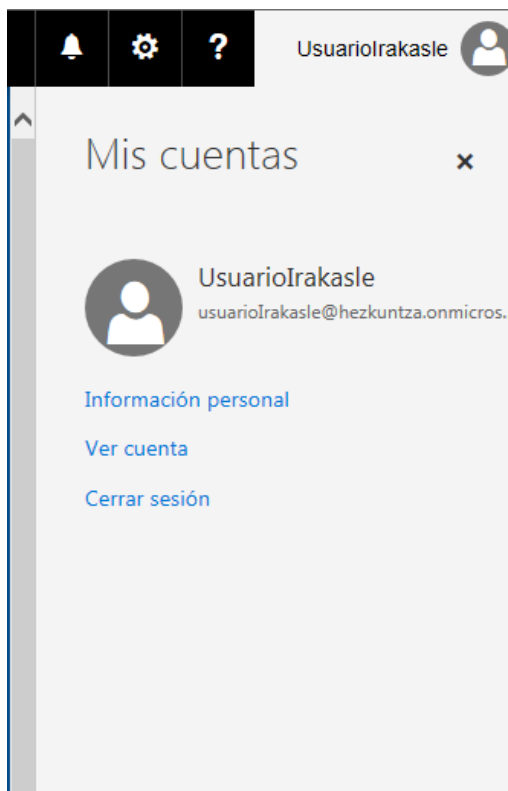 ? UsuarioIrakasle
Mis cuentas ×
UsuarioIrakasle
usuarioIrakasle@hezkuntza.onmicros.
Información personal
Ver cuenta
Cerrar sesión